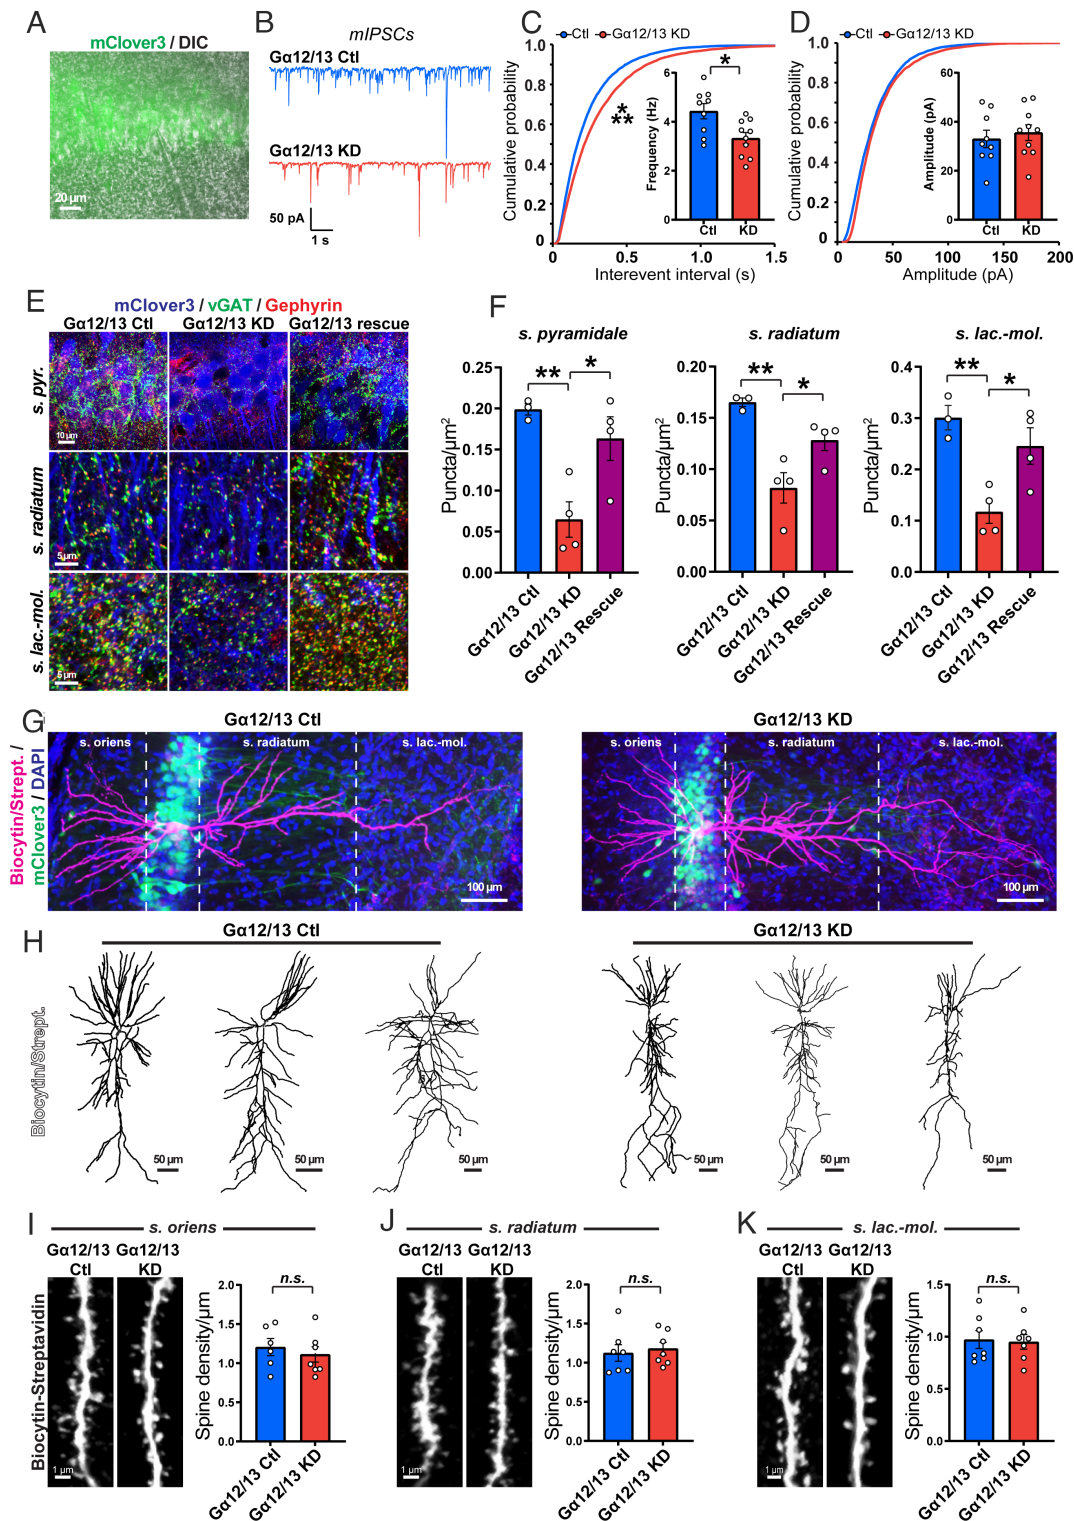 A
mClover3 / DIC
20 µm
B
mIPSCs
Gα12/13 Ctl
Gα12/13 KD
50 pA
1 s
C
Ctl Gα12/13 KD
Cumulative probability
1.0
0.8
0.6
0.4
0.2
0
0 0.5 1.0 1.5
Interevent interval (s)
*
**
Frequency (Hz)
6
4
2
0
*
Ctl KD
D
Ctl Gα12/13 KD
Cumulative probability
1.0
0.8
0.6
0.4
0.2
0
0 50 100 150 200
Amplitude (pA)
Amplitude (pA)
60
40
20
0
Ctl KD
E
mClover3 / vGAT / Gephyrin
Gα12/13 Ctl Gα12/13 KD Gα12/13 rescue
s. pyr.
10 µm
s. radiatum
5 µm
s. lac.-mol.
5 µm
F
s. pyramidale
Puncta/µm2
0.25
0.20
0.15
0.10
0.05
0.00
** *
Gα12/13 Ctl
Gα12/13 KD
Gα12/13 Rescue
s. radiatum
Puncta/µm2
0.20
0.15
0.10
0.05
0.00
** *
Gα12/13 Ctl
Gα12/13 KD
Gα12/13 Rescue
s. lac.-mol.
Puncta/µm2
0.4
0.3
0.2
0.1
0.0
** *
Gα12/13 Ctl
Gα12/13 KD
Gα12/13 Rescue
G
Biocytin/Strept. /
mClover3 / DAPI
Gα12/13 Ctl
s. oriens s. radiatum s. lac.-mol.
100 µm
Gα12/13 KD
s. oriens s. radiatum s. lac.-mol.
100 µm
H
Biocytin/Strept.
Gα12/13 Ctl
50 µm 50 µm 50 µm
Gα12/13 KD
50 µm 50 µm 50 µm
I
s. oriens
Biocytin-Streptavidin
Gα12/13 Ctl
Gα12/13 KD
1 µm
Spine density/µm
2.0
1.5
1.0
0.5
0.0
n.s.
Gα12/13 Ctl
Gα12/13 KD
J
s. radiatum
Gα12/13 Ctl
Gα12/13 KD
1 µm
Spine density/µm
2.0
1.5
1.0
0.5
0.0
n.s.
Gα12/13 Ctl
Gα12/13 KD
K
s. lac.-mol.
Gα12/13 Ctl
Gα12/13 KD
1 µm
Spine density/µm
1.5
1.0
0.5
0.0
n.s.
Gα12/13 Ctl
Gα12/13 KD